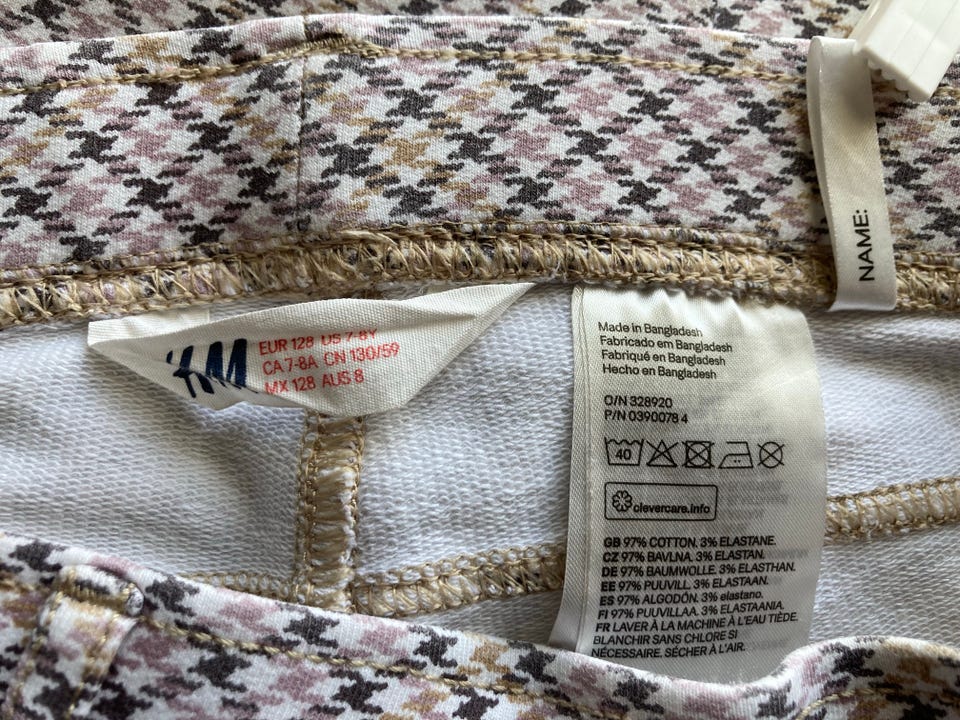 H&M
EUR 128 US 7-8Y
CA 7-8A CN 130/59
MX 128 AUS 8
NAME:
Made in Bangladesh
Fabricado em Bangladesh
Fabriqué en Bangladesh
Hecho en Bangladesh
O/N 328920
P/N 0390078 4
40
clevercare.info
GB 97% COTTON. 3% ELASTANE.
CZ 97% BAVLNA. 3% ELASTAN.
DE 97% BAUMWOLLE. 3% ELASTHAN.
EE 97% PUUVILL. 3% ELASTAAN.
ES 97% ALGODÓN. 3% elastano.
FI 97% PUUVILLAA. 3% ELASTAANIA.
FR LAVER À LA MACHINE À L'EAU TIÈDE.
BLANCHIR SANS CHLORE SI
NÉCESSAIRE. SÉCHER À L'AIR.